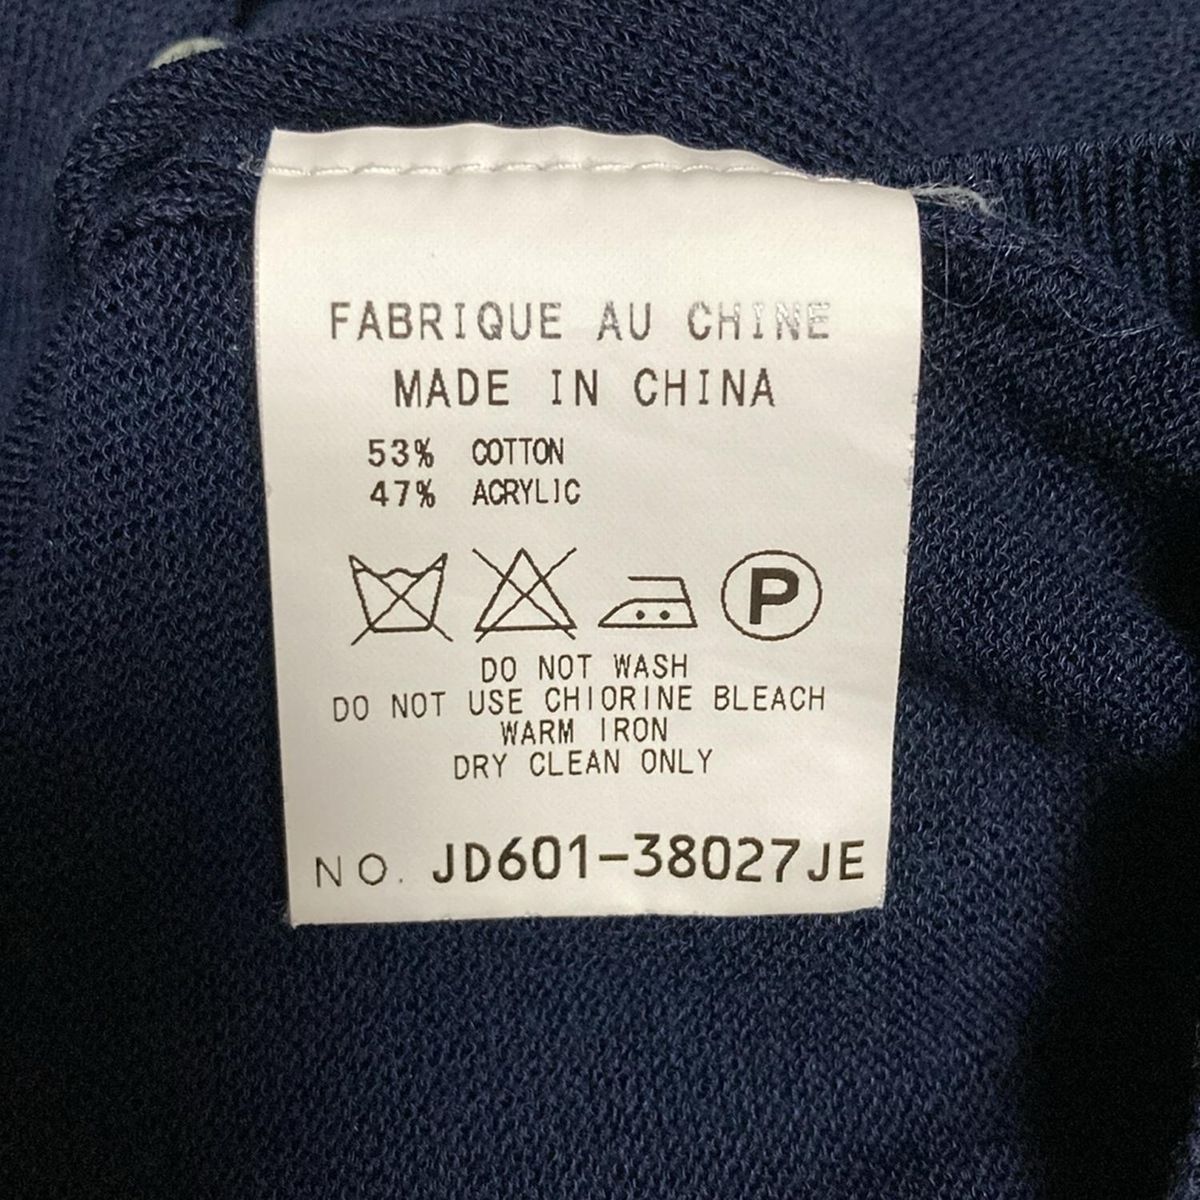 FABRIQUE AU CHINE
MADE IN CHINA
53% COTTON
47% ACRYLIC
P
DO NOT WASH
DO NOT USE CHIORINE BLEACH
WARM IRON
DRY CLEAN ONLY
NO. JD601-38027JE